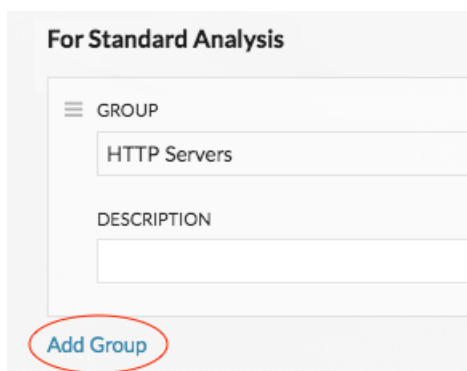 For Standard Analysis
GROUP
HTTP Servers
DESCRIPTION
Add Group